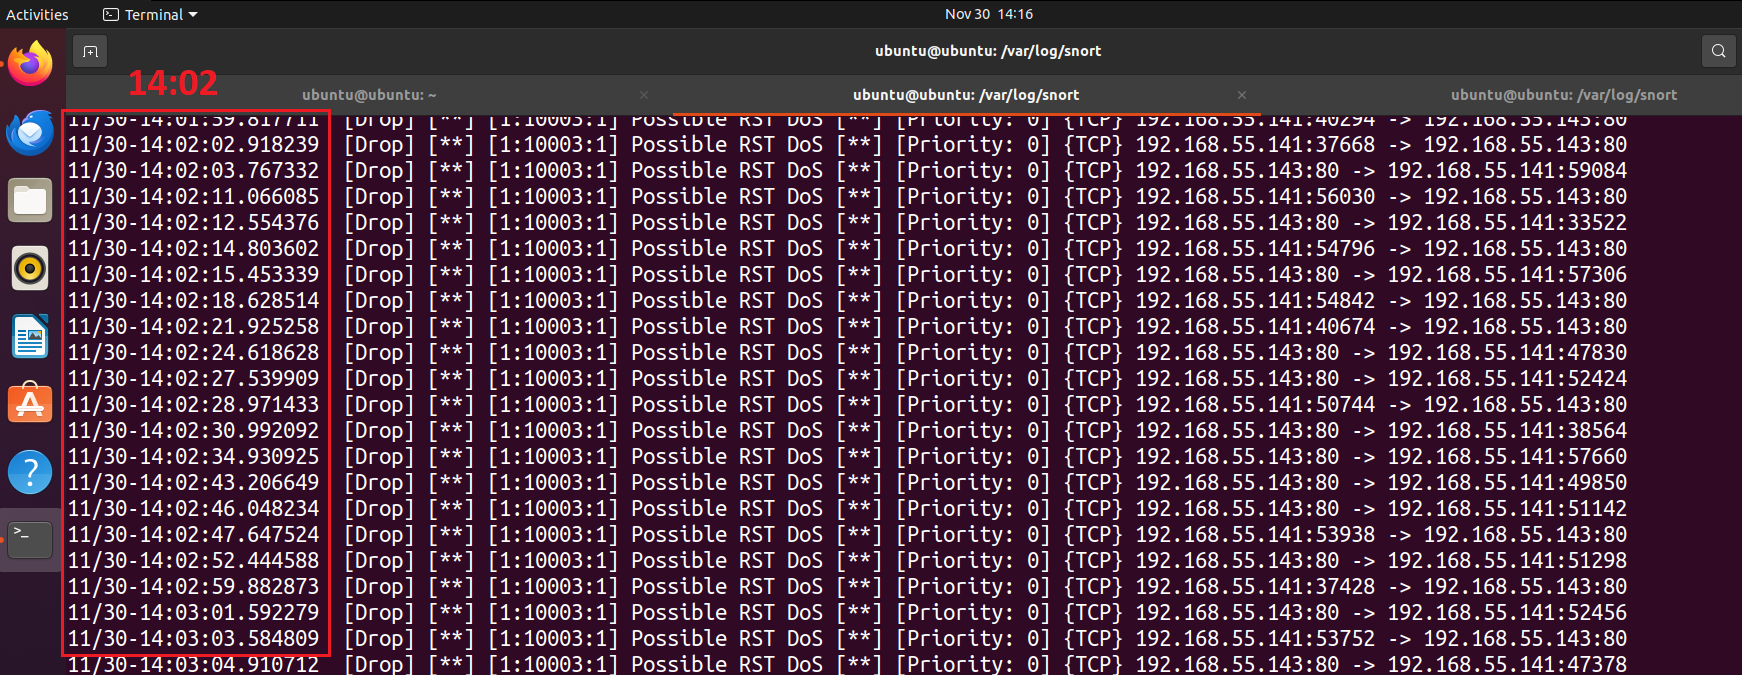 Activities Terminal Nov 30 14:16
ubuntu@ubuntu: /var/log/snort
14:02
ubuntu@ubuntu: ~ × ubuntu@ubuntu: /var/log/snort × ubuntu@ubuntu: /var/log/snort
11/30-14:01:59.817711 [Drop] [**] [1:10003:1] Possible RST DoS [**] [Priority: 0] {TCP} 192.168.55.141:40294 -> 192.168.55.143:80
11/30-14:02:02.918239 [Drop] [**] [1:10003:1] Possible RST DoS [**] [Priority: 0] {TCP} 192.168.55.141:37668 -> 192.168.55.143:80
11/30-14:02:03.767332 [Drop] [**] [1:10003:1] Possible RST DoS [**] [Priority: 0] {TCP} 192.168.55.143:80 -> 192.168.55.141:59084
11/30-14:02:11.066085 [Drop] [**] [1:10003:1] Possible RST DoS [**] [Priority: 0] {TCP} 192.168.55.141:56030 -> 192.168.55.143:80
11/30-14:02:12.554376 [Drop] [**] [1:10003:1] Possible RST DoS [**] [Priority: 0] {TCP} 192.168.55.143:80 -> 192.168.55.141:33522
11/30-14:02:14.803602 [Drop] [**] [1:10003:1] Possible RST DoS [**] [Priority: 0] {TCP} 192.168.55.141:54796 -> 192.168.55.143:80
11/30-14:02:15.453339 [Drop] [**] [1:10003:1] Possible RST DoS [**] [Priority: 0] {TCP} 192.168.55.143:80 -> 192.168.55.141:57306
11/30-14:02:18.628514 [Drop] [**] [1:10003:1] Possible RST DoS [**] [Priority: 0] {TCP} 192.168.55.141:54842 -> 192.168.55.143:80
11/30-14:02:21.925258 [Drop] [**] [1:10003:1] Possible RST DoS [**] [Priority: 0] {TCP} 192.168.55.141:40674 -> 192.168.55.143:80
11/30-14:02:24.618628 [Drop] [**] [1:10003:1] Possible RST DoS [**] [Priority: 0] {TCP} 192.168.55.143:80 -> 192.168.55.141:47830
11/30-14:02:27.539909 [Drop] [**] [1:10003:1] Possible RST DoS [**] [Priority: 0] {TCP} 192.168.55.143:80 -> 192.168.55.141:52424
11/30-14:02:28.971433 [Drop] [**] [1:10003:1] Possible RST DoS [**] [Priority: 0] {TCP} 192.168.55.141:50744 -> 192.168.55.143:80
11/30-14:02:30.992092 [Drop] [**] [1:10003:1] Possible RST DoS [**] [Priority: 0] {TCP} 192.168.55.143:80 -> 192.168.55.141:38564
11/30-14:02:34.930925 [Drop] [**] [1:10003:1] Possible RST DoS [**] [Priority: 0] {TCP} 192.168.55.143:80 -> 192.168.55.141:57660
11/30-14:02:43.206649 [Drop] [**] [1:10003:1] Possible RST DoS [**] [Priority: 0] {TCP} 192.168.55.143:80 -> 192.168.55.141:49850
11/30-14:02:46.048234 [Drop] [**] [1:10003:1] Possible RST DoS [**] [Priority: 0] {TCP} 192.168.55.143:80 -> 192.168.55.141:51142
11/30-14:02:47.647524 [Drop] [**] [1:10003:1] Possible RST DoS [**] [Priority: 0] {TCP} 192.168.55.141:53938 -> 192.168.55.143:80
11/30-14:02:52.444588 [Drop] [**] [1:10003:1] Possible RST DoS [**] [Priority: 0] {TCP} 192.168.55.143:80 -> 192.168.55.141:51298
11/30-14:02:59.882873 [Drop] [**] [1:10003:1] Possible RST DoS [**] [Priority: 0] {TCP} 192.168.55.141:37428 -> 192.168.55.143:80
11/30-14:03:01.592279 [Drop] [**] [1:10003:1] Possible RST DoS [**] [Priority: 0] {TCP} 192.168.55.143:80 -> 192.168.55.141:52456
11/30-14:03:03.584809 [Drop] [**] [1:10003:1] Possible RST DoS [**] [Priority: 0] {TCP} 192.168.55.141:53752 -> 192.168.55.143:80
11/30-14:03:04.910712 [Drop] [**] [1:10003:1] Possible RST DoS [**] [Priority: 0] {TCP} 192.168.55.143:80 -> 192.168.55.141:47378